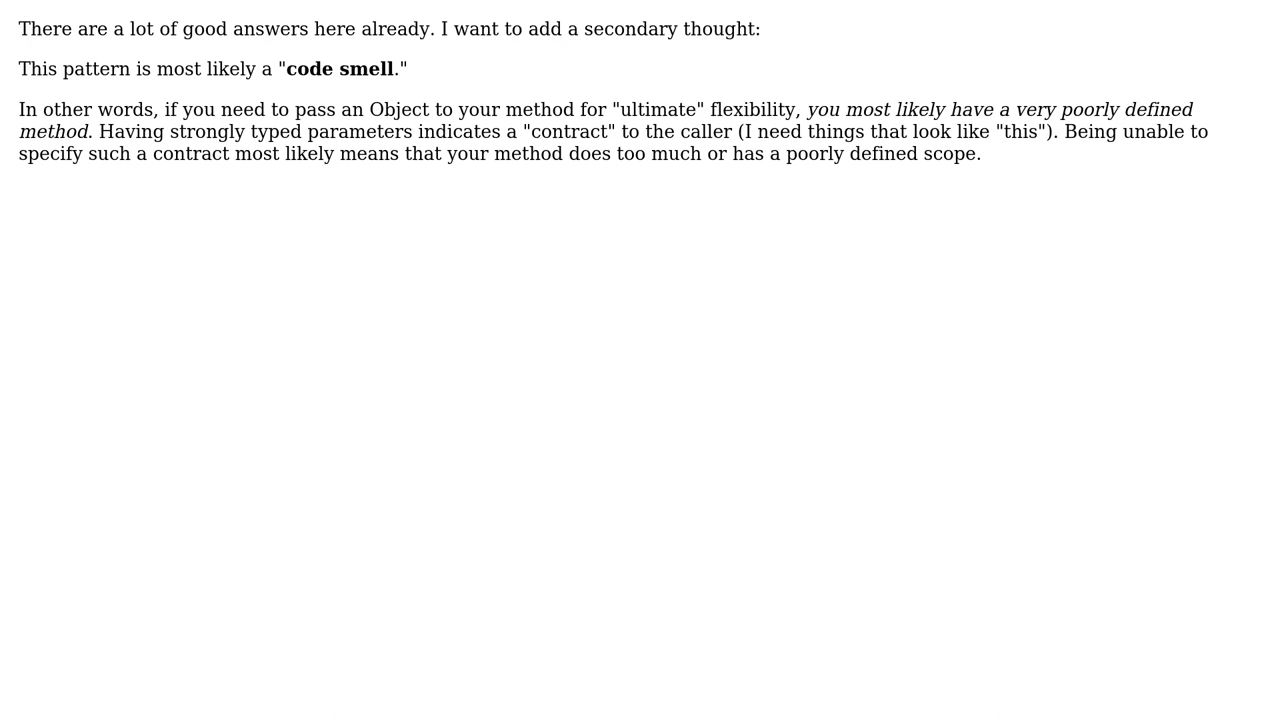 There are a lot of good answers here already. I want to add a secondary thought:
This pattern is most likely a "code smell."
In other words, if you need to pass an Object to your method for "ultimate" flexibility, you most likely have a very poorly defined
method. Having strongly typed parameters indicates a "contract" to the caller (I need things that look like "this"). Being unable to
specify such a contract most likely means that your method does too much or has a poorly defined scope.